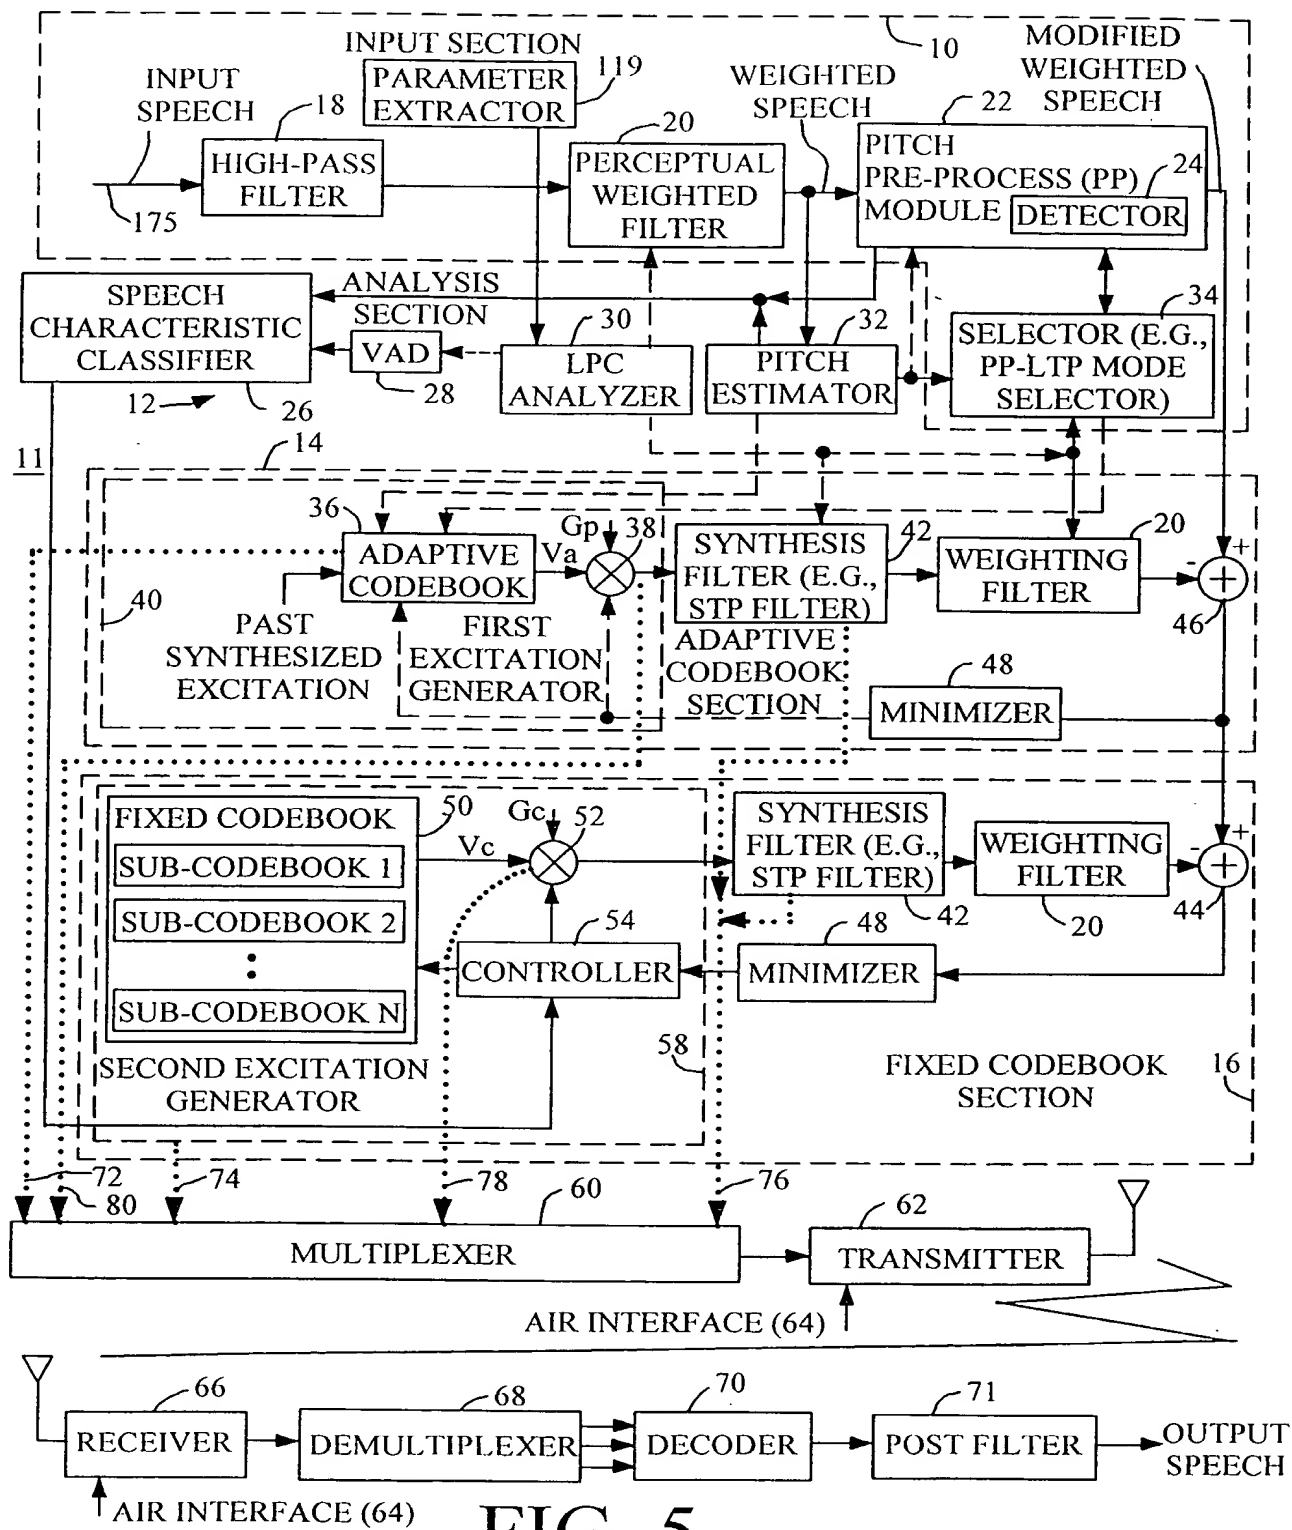 10
INPUT SECTION
MODIFIED
WEIGHTED
SPEECH
INPUT
SPEECH
PARAMETER
EXTRACTOR
119
WEIGHTED
SPEECH
18
20
22
HIGH-PASS
FILTER
PERCEPTUAL
WEIGHTED
FILTER
PITCH
PRE-PROCESS (PP)
MODULE
24
DETECTOR
175
SPEECH
CHARACTERISTIC
CLASSIFIER
ANALYSIS
SECTION
30
32
34
VAD
LPC
ANALYZER
PITCH
ESTIMATOR
SELECTOR (E.G.,
PP-LTP MODE
SELECTOR)
12
26
28
11
14
36
Gp
38
42
20
ADAPTIVE
CODEBOOK
Va
SYNTHESIS
FILTER (E.G.,
STP FILTER)
WEIGHTING
FILTER
-
+
46
40
PAST
SYNTHESIZED
EXCITATION
FIRST
EXCITATION
GENERATOR
ADAPTIVE
CODEBOOK
SECTION
48
MINIMIZER
FIXED CODEBOOK
50
Gc
52
Vc
SUB-CODEBOOK 1
SUB-CODEBOOK 2
SUB-CODEBOOK N
SYNTHESIS
FILTER (E.G.,
STP FILTER)
WEIGHTING
FILTER
-
+
42
20
44
54
CONTROLLER
48
MINIMIZER
SECOND EXCITATION
GENERATOR
58
FIXED CODEBOOK
SECTION
16
72
80
74
78
60
76
62
MULTIPLEXER
TRANSMITTER
AIR INTERFACE (64)
66
68
70
71
RECEIVER
DEMULTIPLEXER
DECODER
POST FILTER
OUTPUT
SPEECH
AIR INTERFACE (64)
FIG. 5